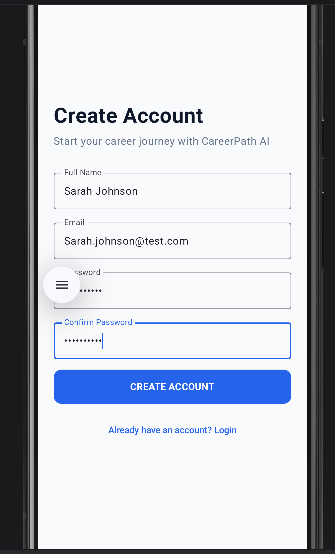 Create Account
Start your career journey with CareerPath AI
Full Name
Sarah Johnson
Email
Sarah.johnson@test.com
••••••••
Confirm Password
••••••••••
CREATE ACCOUNT
Already have an account? Login